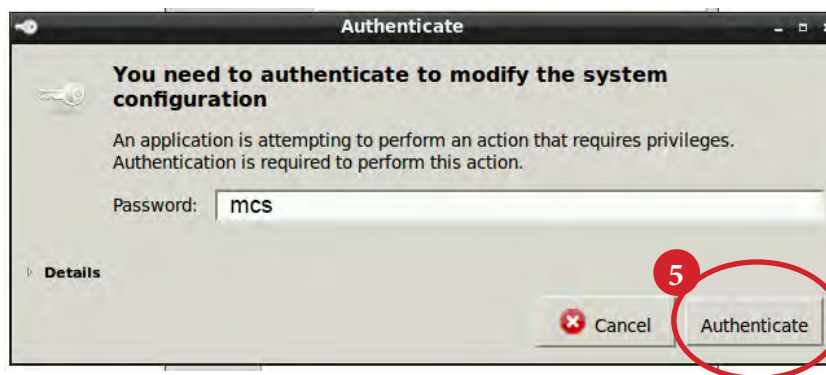 Authenticate
You need to authenticate to modify the system
configuration
An application is attempting to perform an action that requires privileges.
Authentication is required to perform this action.
Password: mcs
Details
5
Cancel Authenticate